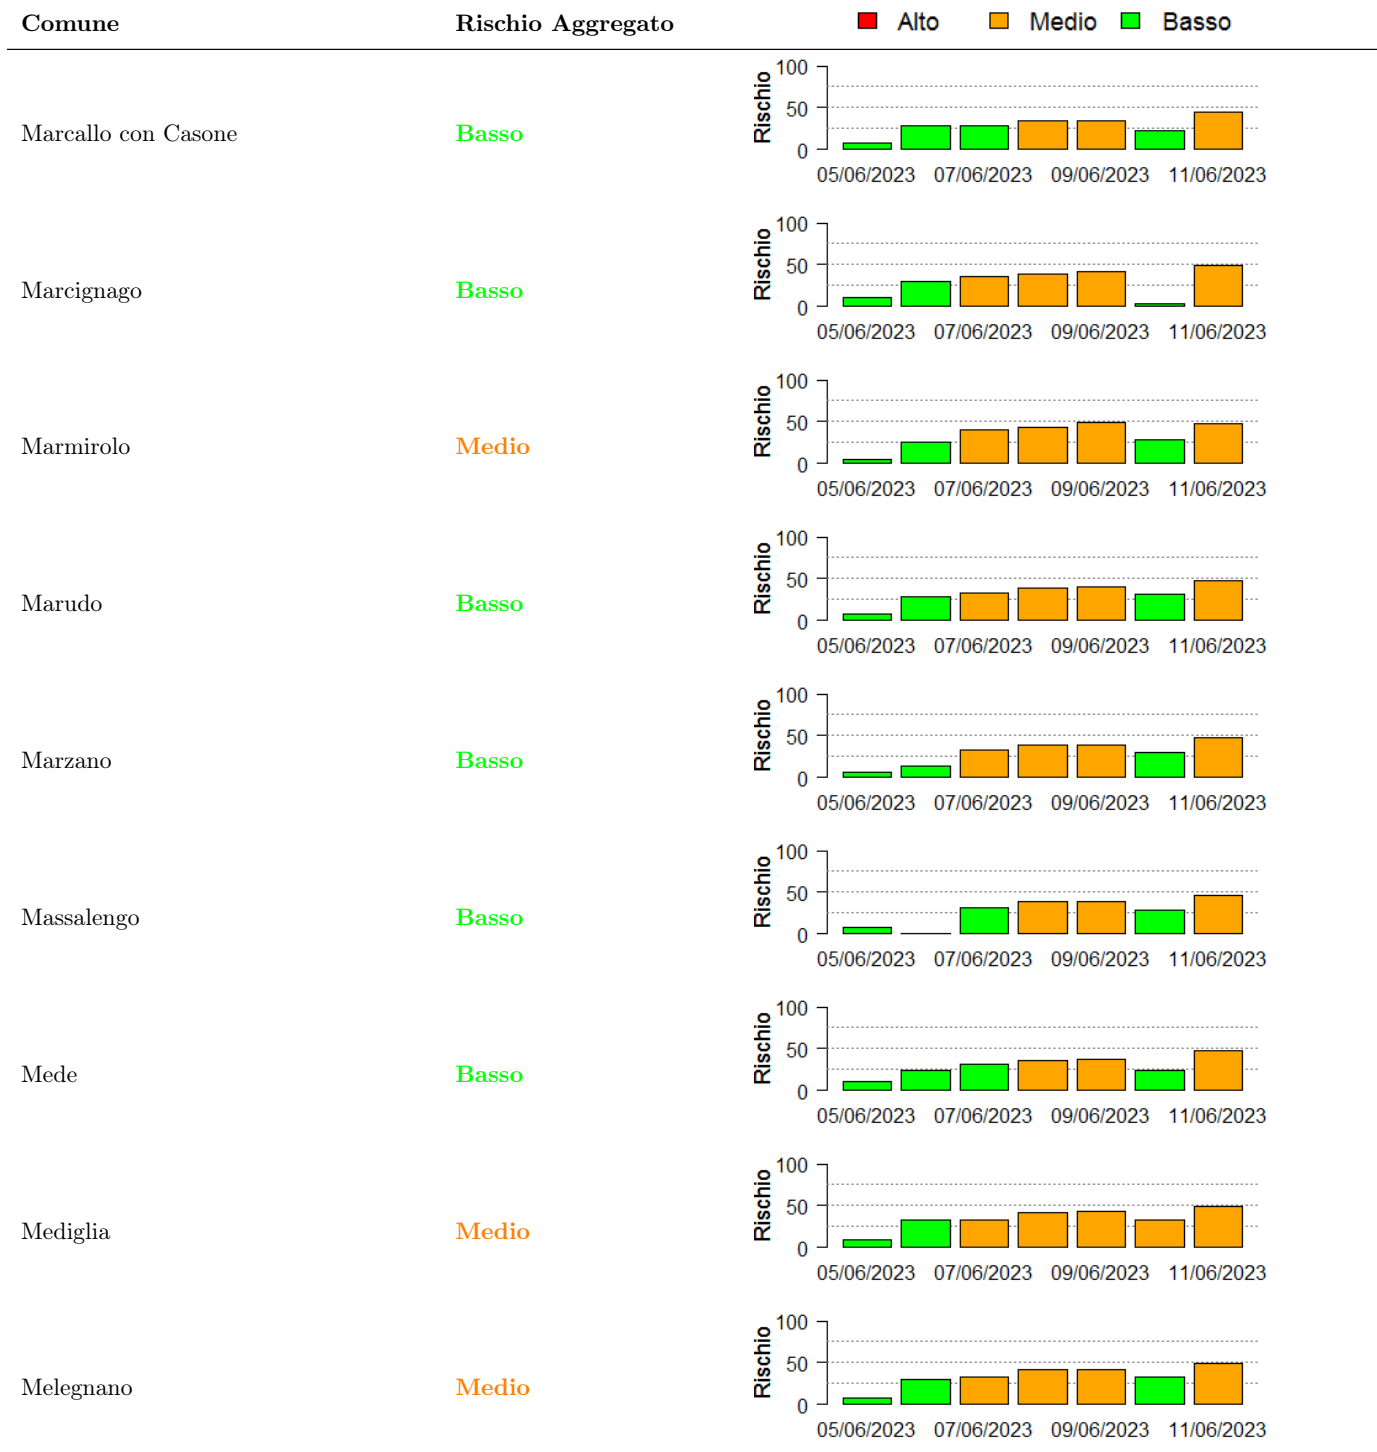 Comune Rischio Aggregato Alto Medio Basso
Marcallo con Casone Basso
Rischio
100
50
0
05/06/2023 07/06/2023 09/06/2023 11/06/2023
Marcignago Basso
Rischio
100
50
0
05/06/2023 07/06/2023 09/06/2023 11/06/2023
Marmirolo Medio
Rischio
100
50
0
05/06/2023 07/06/2023 09/06/2023 11/06/2023
Marudo Basso
Rischio
100
50
0
05/06/2023 07/06/2023 09/06/2023 11/06/2023
Marzano Basso
Rischio
100
50
0
05/06/2023 07/06/2023 09/06/2023 11/06/2023
Massalengo Basso
Rischio
100
50
0
05/06/2023 07/06/2023 09/06/2023 11/06/2023
Mede Basso
Rischio
100
50
0
05/06/2023 07/06/2023 09/06/2023 11/06/2023
Mediglia Medio
Rischio
100
50
0
05/06/2023 07/06/2023 09/06/2023 11/06/2023
Melegnano Medio
Rischio
100
50
0
05/06/2023 07/06/2023 09/06/2023 11/06/2023